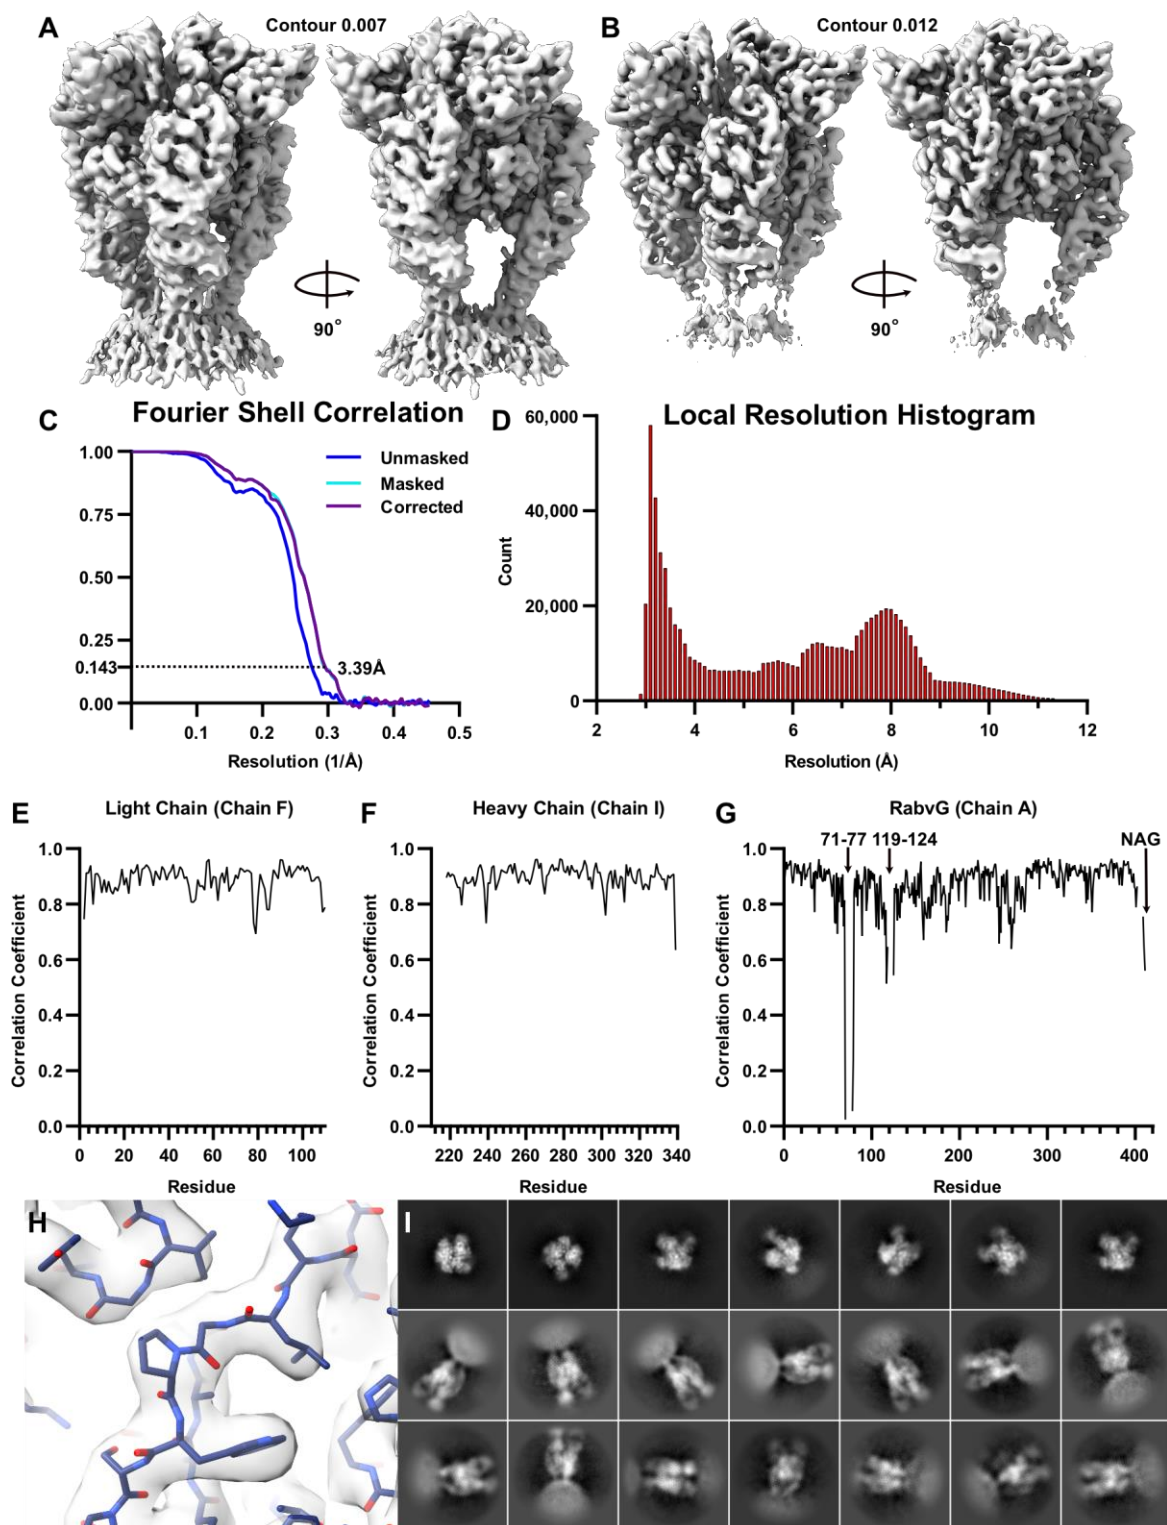 A
Contour 0.007
B
Contour 0.012
90°
90°
C
Fourier Shell Correlation
1.00
0.75
0.50
0.25
0.143
0.00
Unmasked
Masked
Corrected
3.39Å
0.1
0.2
0.3
0.4
0.5
Resolution (1/Å)
D
Local Resolution Histogram
60,000
40,000
20,000
0
Count
2
4
6
8
10
12
Resolution (Å)
E
Light Chain (Chain F)
1.0
0.8
0.6
0.4
0.2
0.0
Correlation Coefficient
0
20
40
60
80
100
Residue
F
Heavy Chain (Chain I)
1.0
0.8
0.6
0.4
0.2
0.0
Correlation Coefficient
220
240
260
280
300
320
340
Residue
G
RabvG (Chain A)
71-77
119-124
NAG
1.0
0.8
0.6
0.4
0.2
0.0
Correlation Coefficient
0
100
200
300
400
Residue
H
I